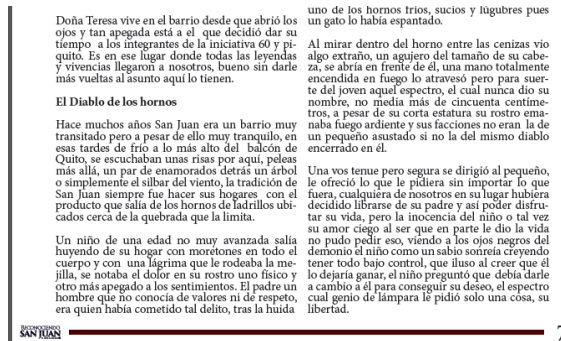 Doña Teresa vive en el barrio desde que abrió los
ojos y tan apegada está a el que decidió dar su
tiempo a los integrantes de la iniciativa 60 y pi-
quito. Es en ese lugar donde todas las leyendas
y vivencias llegaron a nosotros, bueno sin darle
más vueltas al asunto aquí lo tienen.
El Diablo de los hornos
Hace muchos años San Juan era un barrio muy
transitado pero a pesar de ello muy tranquilo, en
esas tardes de frío a lo más alto del balcón de
Quito, se escuchaban unas risas por aquí, peleas
más allá, un par de enamorados detrás un árbol
o simplemente el silbar del viento, la tradición de
San Juan siempre fue hacer sus hogares con el
producto que salía de los hornos de ladrillos ubi-
cados cerca de la quebrada que la limita.
Un niño de una edad no muy avanzada salía
huyendo de su hogar con moretones en todo el
cuerpo y con una lágrima que le rodeaba la me-
jilla, se notaba el dolor en su rostro uno físico y
otro más apegado a los sentimientos. El padre un
hombre que no conocía de valores ni de respeto,
era quien había cometido tal delito, tras la huida
uno de los hornos fríos, sucios y lúgubres pues
un gato lo había espantado.
Al mirar dentro del horno entre las cenizas vio
algo extraño, un agujero del tamaño de su cabe-
za, se abría en frente de él, una mano totalmente
encendida en fuego lo atravesó pero para suer-
te del joven aquel espectro, el cual nunca dio su
nombre, no media más de cincuenta centíme-
tros, a pesar de su corta estatura su rostro ema-
naba fuego ardiente y sus facciones no eran la de
un pequeño asustado si no la del mismo diablo
encerrado en él.
Una vos tenue pero segura se dirigió al pequeño,
le ofreció lo que le pidiera sin importar lo que
fuera, cualquiera de nosotros en su lugar hubiera
decidido librarse de su padre y así poder disfru-
tar su vida, pero la inocencia del niño o tal vez
su amor ciego al ser que en parte le dio la vida
no pudo pedir eso, viendo a los ojos negros del
demonio el niño como un sabio sonreía creyendo
tener todo bajo control, que iluso al creer que él
lo dejaría ganar, el niño preguntó que debía darle
a cambio a él para conseguir su deseo, el espectro
cual genio de lámpara le pidió solo una cosa, su
libertad.
RECONOCIENDO
SAN JUAN